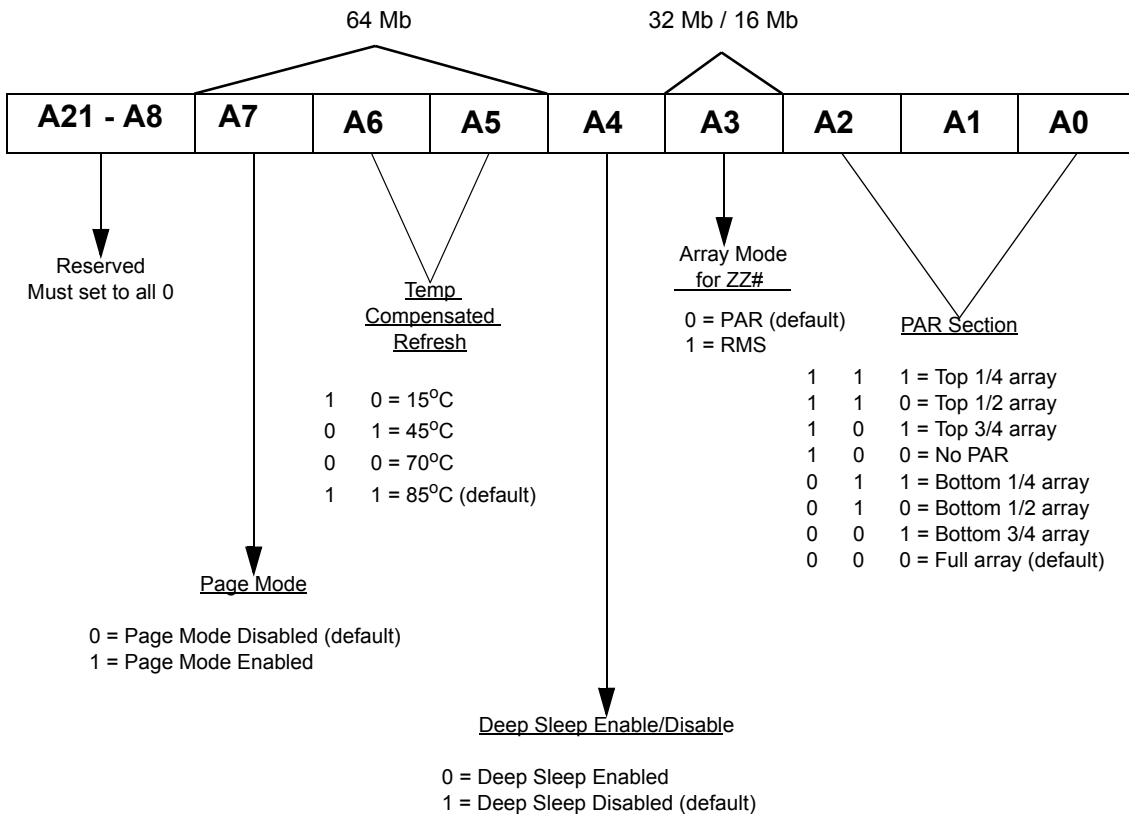 64 Mb
32 Mb / 16 Mb
A21 - A8 A7 A6 A5 A4 A3 A2 A1 A0
Reserved
Must set to all 0
Temp
Compensated
Refresh
1 0 = 15°C
0 1 = 45°C
0 0 = 70°C
1 1 = 85°C (default)
Array Mode
for ZZ#
0 = PAR (default)
1 = RMS
PAR Section
1 1 1 = Top 1/4 array
1 1 0 = Top 1/2 array
1 0 1 = Top 3/4 array
1 0 0 = No PAR
0 1 1 = Bottom 1/4 array
0 1 0 = Bottom 1/2 array
0 0 1 = Bottom 3/4 array
0 0 0 = Full array (default)
Page Mode
0 = Page Mode Disabled (default)
1 = Page Mode Enabled
Deep Sleep Enable/Disable
0 = Deep Sleep Enabled
1 = Deep Sleep Disabled (default)